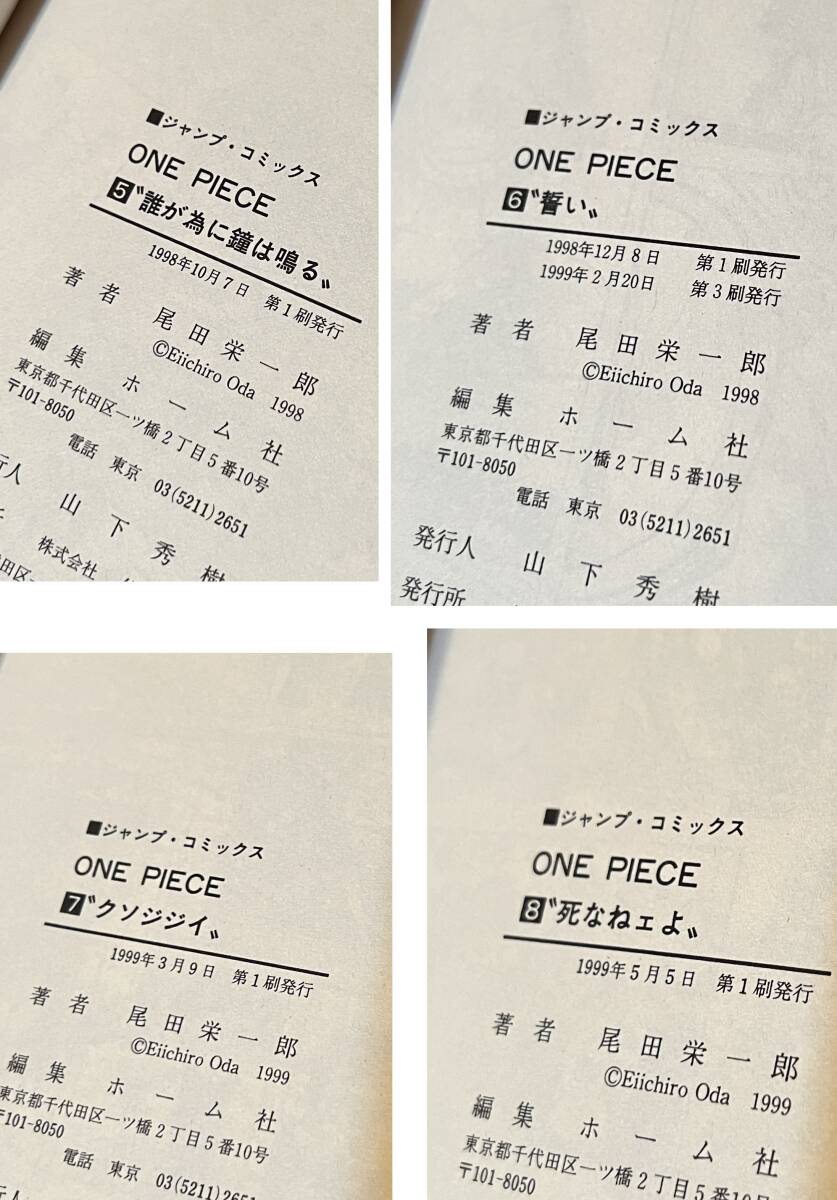 ■ジャンプ・コミックス
ONE PIECE
5〝誰が為に鐘は鳴る〟
1998年10月7日 第1刷発行
著者 尾田栄一郎
©Eiichiro Oda 1998
編集 ホーム社
東京都千代田区一ツ橋2丁目5番10号
〒101-8050
電話 東京 03(5211)2651
行人 山下秀樹
株式会社
代田区一
■ジャンプ・コミックス
ONE PIECE
6〝誓い〟
1998年12月8日 第1刷発行
1999年2月20日 第3刷発行
著者 尾田栄一郎
©Eiichiro Oda 1998
編集 ホーム社
東京都千代田区一ツ橋2丁目5番10号
〒101-8050
電話 東京 03(5211)2651
発行人 山下秀樹
発行所
■ジャンプ・コミックス
ONE PIECE
7〝クソジジイ〟
1999年3月9日 第1刷発行
著者 尾田栄一郎
©Eiichiro Oda 1999
編集 ホーム社
東京都千代田区一ツ橋2丁目5番10号
〒101-8050
電話 東京 03(5211)2651
■ジャンプ・コミックス
ONE PIECE
8〝死なねェよ〟
1999年5月5日 第1刷発行
著者 尾田栄一郎
©Eiichiro Oda 1999
編集 ホーム社
東京都千代田区一ツ橋2丁目5番10号
〒101-8050